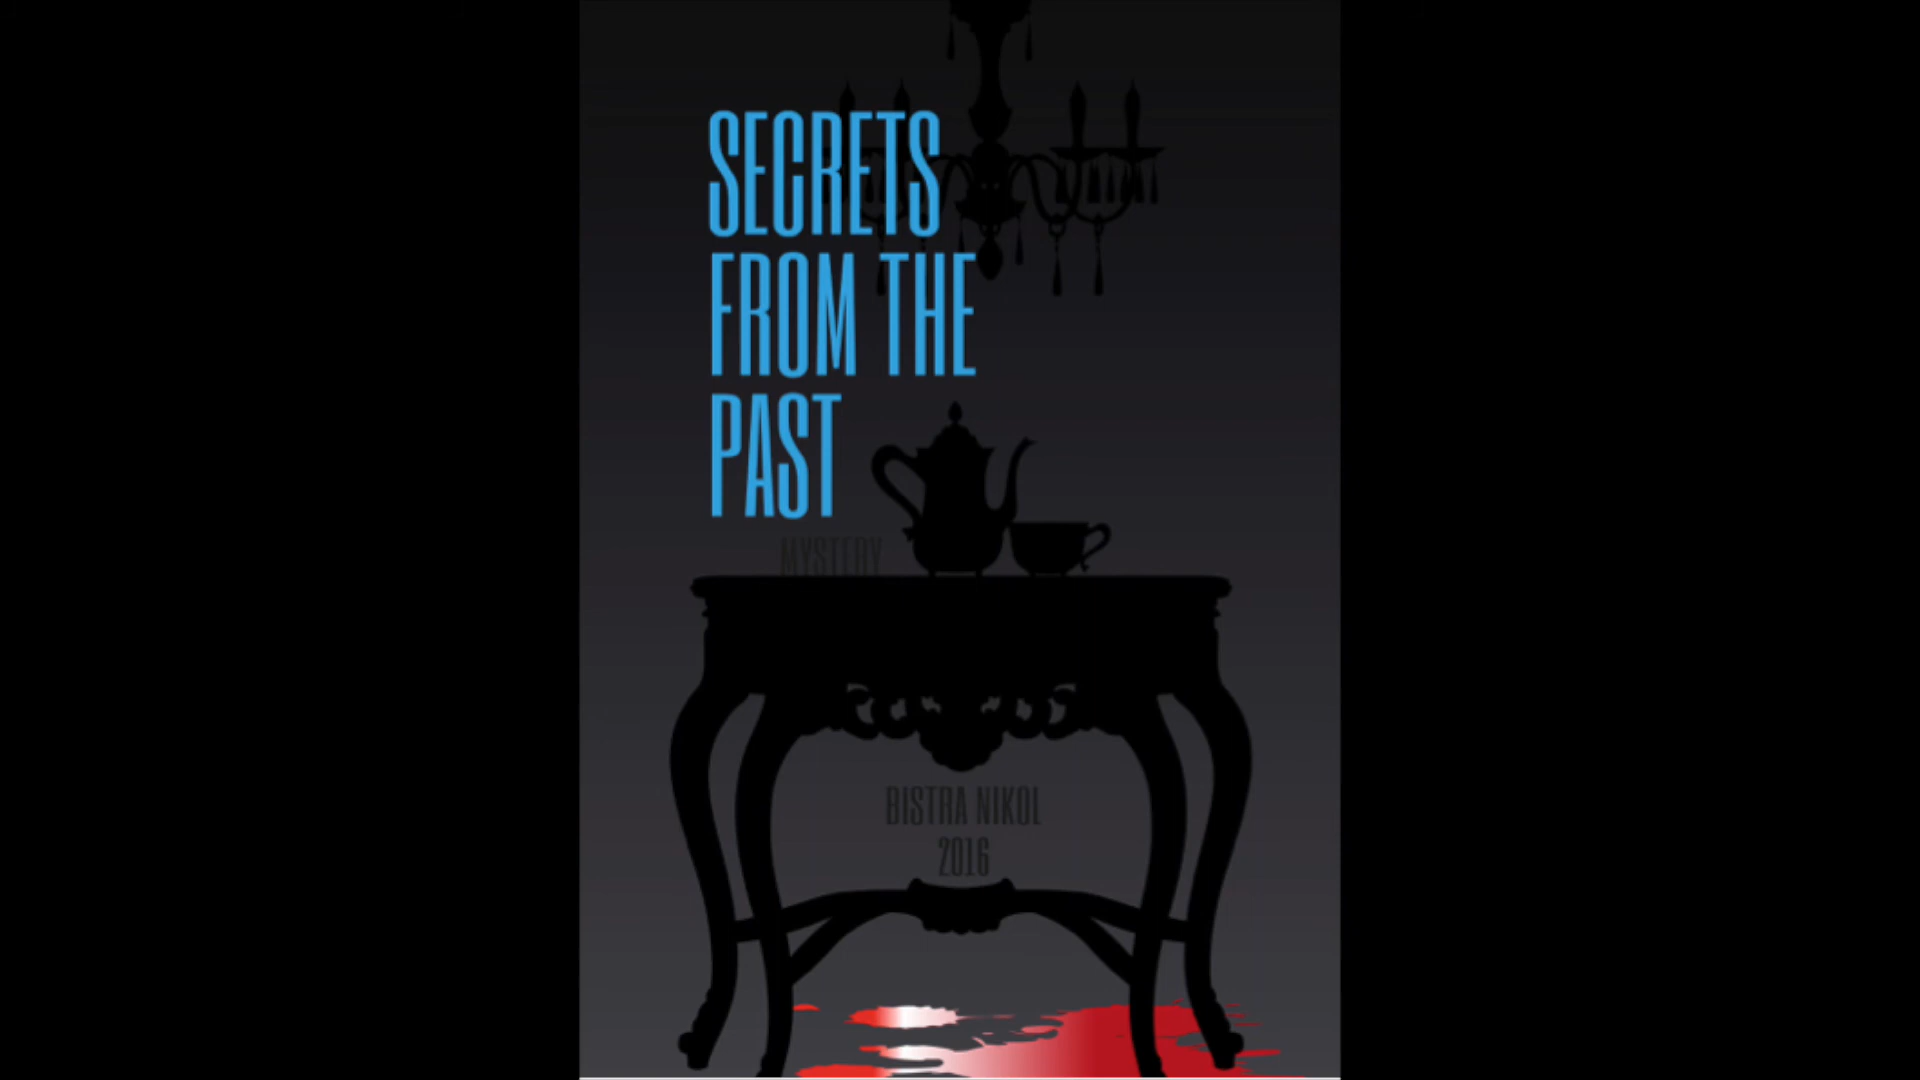 SECRETS
FROM THE
PAST
MYSTERY
BISTRA NIKOL
2016